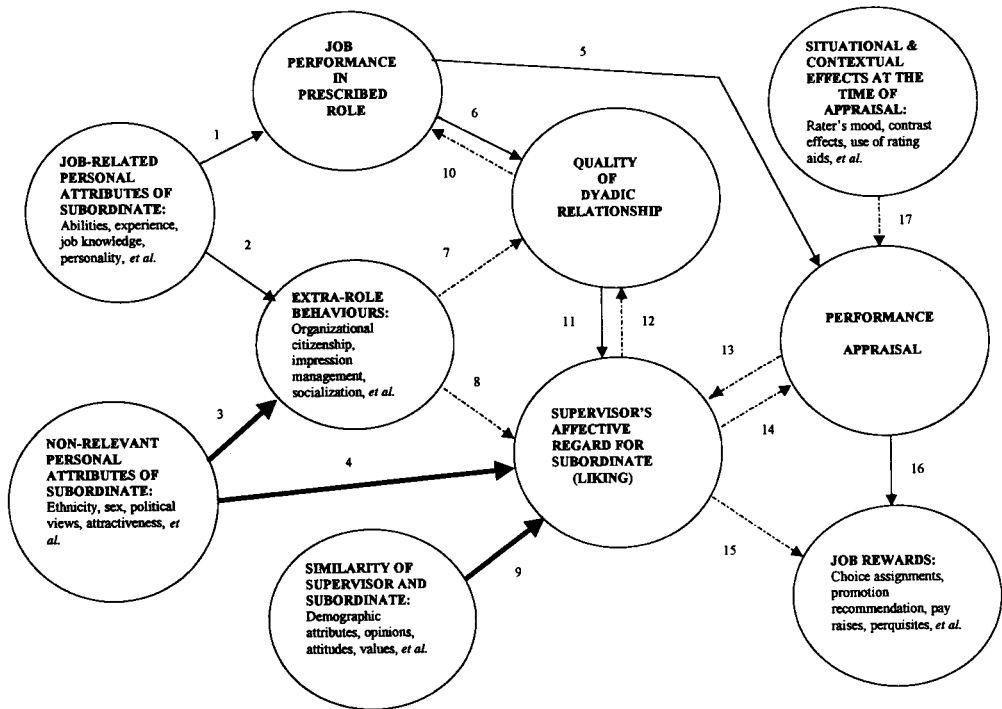 JOB
PERFORMANCE
IN
PRESCRIBED
ROLE
5
SITUATIONAL &
CONTEXTUAL
EFFECTS AT THE
TIME OF
APPRAISAL:
Rater's mood, contrast
effects, use of rating
aids, et al.
1
6
10
JOB-RELATED
PERSONAL
ATTRIBUTES OF
SUBORDINATE:
Abilities, experience,
job knowledge,
personality, et al.
QUALITY
OF
DYADIC
RELATIONSHIP
17
2
7
EXTRA-ROLE
BEHAVIOURS:
Organizational
citizenship,
impression
management,
socialization, et al.
11
12
PERFORMANCE
APPRAISAL
13
8
3
14
NON-RELEVANT
PERSONAL
ATTRIBUTES OF
SUBORDINATE:
Ethnicity, sex, political
views, attractiveness, et
al.
4
SUPERVISOR'S
AFFECTIVE
REGARD FOR
SUBORDINATE
(LIKING)
16
15
SIMILARITY OF
SUPERVISOR AND
SUBORDINATE:
Demographic
attributes, opinions,
attitudes, values, et al.
9
JOB REWARDS:
Choice assignments,
promotion
recommendation, pay
raises, perquisites, et al.